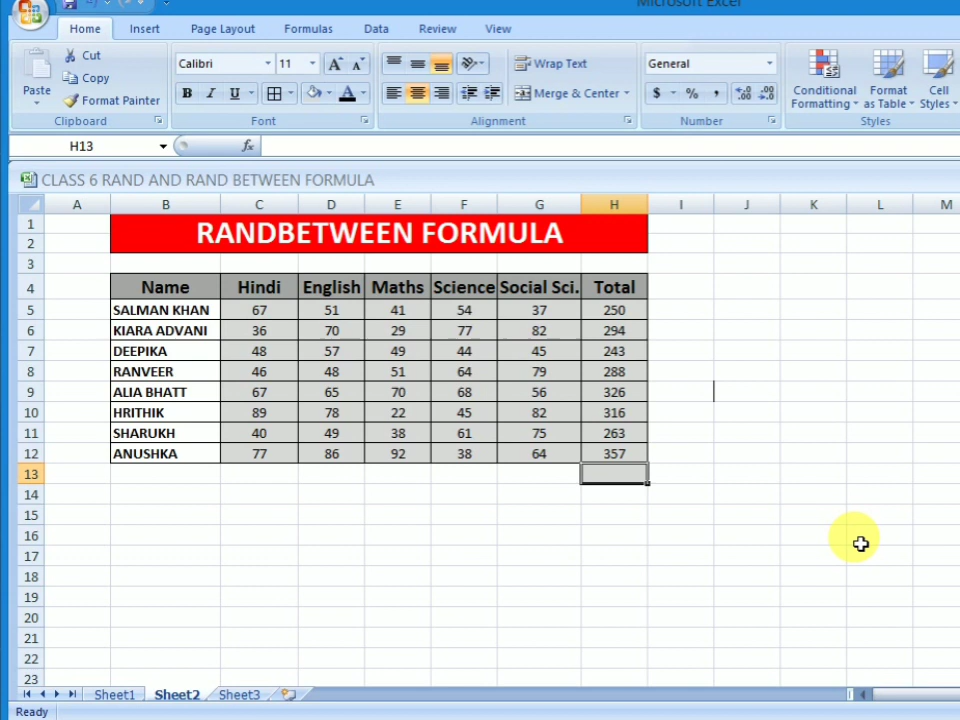 Microsoft Excel
Home Insert Page Layout Formulas Data Review View
Paste
Cut
Copy
Format Painter
Clipboard
Calibri 11
B I U A
Font
Wrap Text
Merge & Center
Alignment
General
$ % ,
Number
Conditional Formatting
Format as Table
Cell Styles
Styles
H13 fx
CLASS 6 RAND AND RAND BETWEEN FORMULA
A B C D E F G H I J K L M
1 RANDBETWEEN FORMULA
2
3
4 Name Hindi English Maths Science Social Sci. Total
5 SALMAN KHAN 67 51 41 54 37 250
6 KIARA ADVANI 36 70 29 77 82 294
7 DEEPIKA 48 57 49 44 45 243
8 RANVEER 46 48 51 64 79 288
9 ALIA BHATT 67 65 70 68 56 326
10 HRITHIK 89 78 22 45 82 316
11 SHARUKH 40 49 38 61 75 263
12 ANUSHKA 77 86 92 38 64 357
13
14
15
16
17
18
19
20
21
22
23
Sheet1 Sheet2 Sheet3
Ready